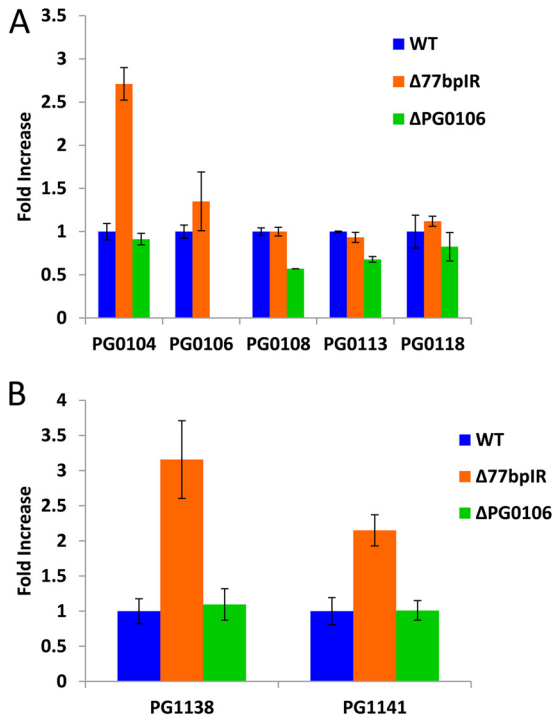 A
Fold Increase
3.5
3
2.5
2
1.5
1
0.5
0
WT
Δ77bpIR
ΔPG0106
PG0104 PG0106 PG0108 PG0113 PG0118
B
Fold Increase
4
3.5
3
2.5
2
1.5
1
0.5
0
WT
Δ77bpIR
ΔPG0106
PG1138 PG1141